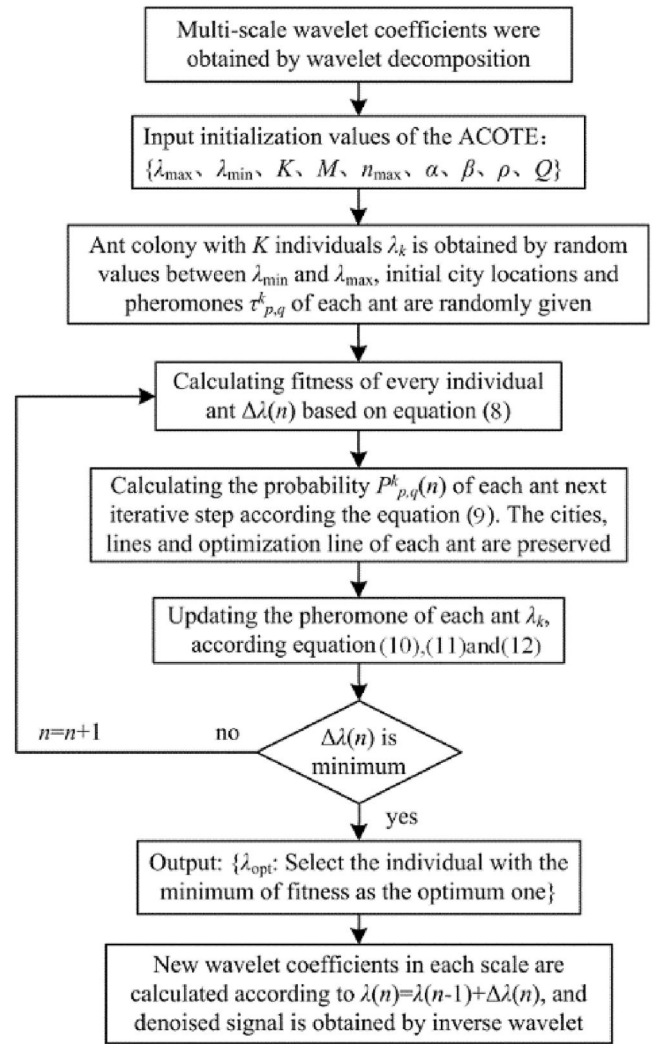 Multi-scale wavelet coefficients were
obtained by wavelet decomposition
Input initialization values of the ACOTE:
{λmax、λmin、K、M、nmax、α、β、ρ、Q}
Ant colony with K individuals λk is obtained by random
values between λmin and λmax, initial city locations and
pheromones τ^k_p,q of each ant are randomly given
Calculating fitness of every individual
ant Δλ(n) based on equation (8)
Calculating the probability P^k_p,q(n) of each ant next
iterative step according the equation (9). The cities,
lines and optimization line of each ant are preserved
Updating the pheromone of each ant λk,
according equation (10),(11)and(12)
n=n+1
no
Δλ(n) is
minimum
yes
Output: {λopt: Select the individual with the
minimum of fitness as the optimum one}
New wavelet coefficients in each scale are
calculated according to λ(n)=λ(n-1)+Δλ(n), and
denoised signal is obtained by inverse wavelet